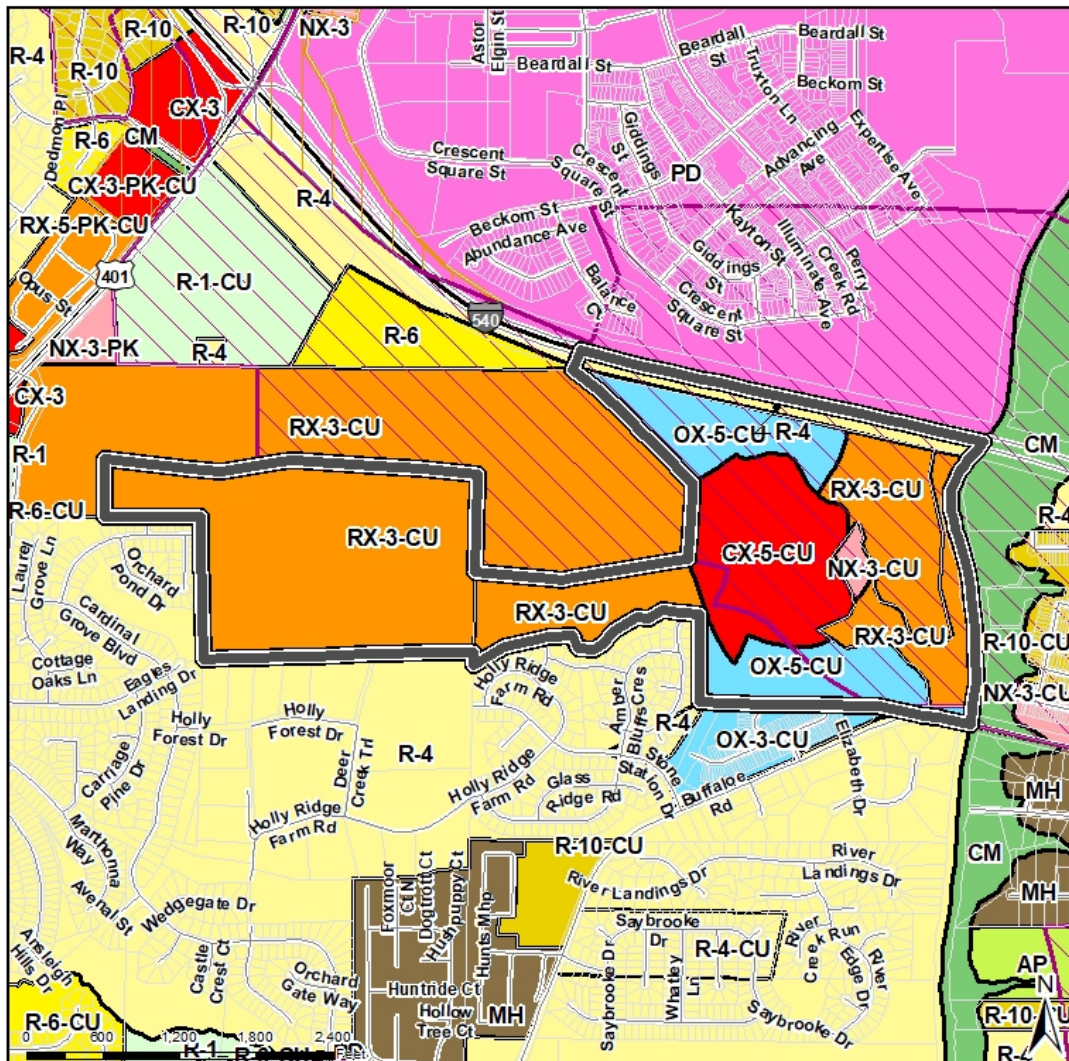 R-4
R-10
R-10
R-10
NX-3
Astor
Elgin St
Beardall St
Beardall
St
Beardall St
Beckom St
Truxton Ln
CX-3
Dedmon Pl
R-6
CM
CX-3-PK-CU
RX-5-PK-CU
Opus St
401
R-4
R-1-CU
Crescent
Square St
Giddings
St
Crescent
Square St
PD
Advancing
Ave
Expertise Ave
Beckom St
Abundance Ave
Kayton St
Illuminate Ave
Perry
Creek Rd
Giddings
St
Balance
Ct
Crescent
Square St
540
R-6
NX-3-PK
R-4
CX-3
R-1
R-6-CU
RX-3-CU
OX-5-CU
R-4
CM
RX-3-CU
RX-3-CU
CX-5-CU
NX-3-CU
RX-3-CU
RX-3-CU
OX-5-CU
R-4
R-10-CU
NX-3-CU
Laurel
Grove Ln
Orchard
Pond Dr
Cardinal
Grove Blvd
Cottage
Oaks Ln
Eagles
Landing Dr
Holly
Forest Dr
Holly
Forest Dr
Carriage
Pine Dr
Deer
Creek Trl
R-4
Holly Ridge
Farm Rd
Amber
Bluffs Cres
R-4
OX-3-CU
Stone
Station Dr
Buffaloe
Rd
Elizabeth Dr
Holly Ridge
Farm Rd
Glass
Ridge Rd
Holly Ridge
Farm Rd
Marthonna
Way
Avenal St
Wedgegate Dr
R-10-CU
MH
CM
MH
Foxmoor
Ct N
Dogtrott Ct
Hushpuppy Ct
Hunts Mhp
River Landings Dr
River
Landings Dr
Saybrooke
Dr
R-4-CU
River
Creek Run
River
Edge Dr
Saybrooke Dr
Whatley
Ln
Saybrooke Dr
Ansleigh
Hills Dr
Castle
Crest Ct
Orchard
Gate Way
Huntride Ct
Hollow
Tree Ct
MH
AP
N
R-10-CU
R-6-CU
R-1
0 600 1,200 1,800 2,400
Feet